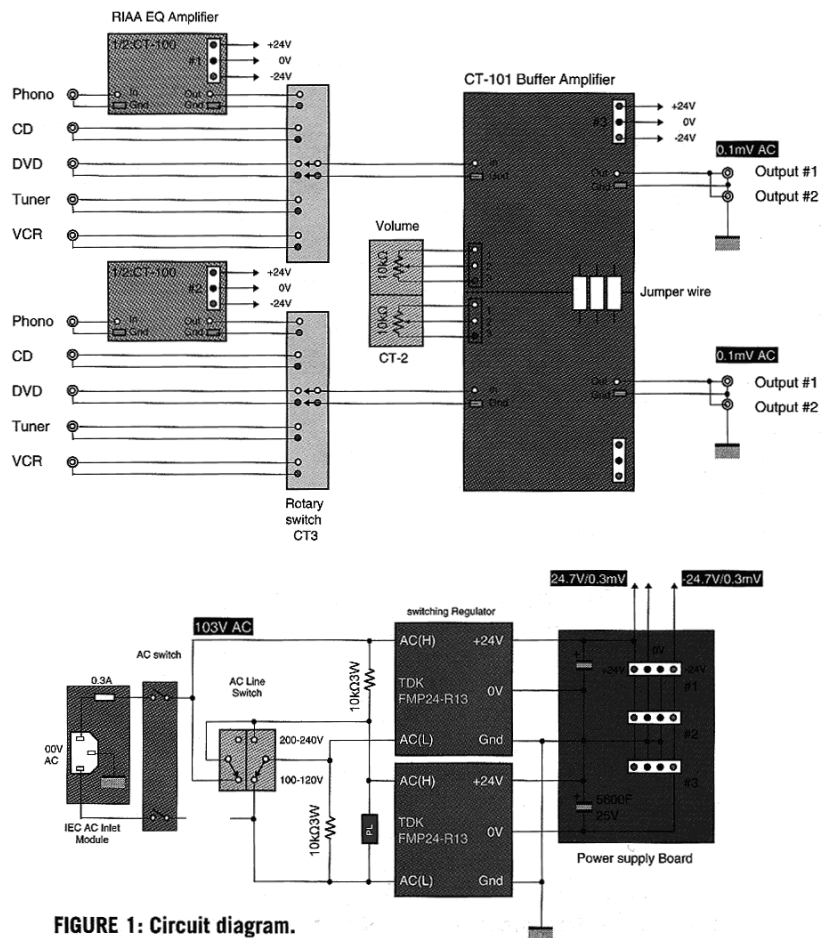 RIAA EQ Amplifier
1/2:CT-100
#1
+24V
0V
-24V
In
Gnd
Out
Gnd
Phono
CD
DVD
Tuner
VCR
CT-101 Buffer Amplifier
#3
+24V
0V
-24V
In
Gnd
Out
Gnd
0.1mV AC
Output #1
Output #2
Volume
10kΩ
10kΩ
CT-2
Jumper wire
1/2:CT-100
#2
+24V
0V
-24V
In
Gnd
Out
Gnd
Phono
CD
DVD
Tuner
VCR
In
Gnd
Out
Gnd
0.1mV AC
Output #1
Output #2
Rotary
switch
CT3
24.7V/0.3mV
-24.7V/0.3mV
103V AC
AC switch
0.3A
00V
AC
IEC AC Inlet
Module
AC Line
Switch
200-240V
100-120V
10kΩ3W
10kΩ3W
PL
switching Regulator
AC(H)
+24V
TDK
FMP24-R13
0V
AC(L)
Gnd
AC(H)
+24V
TDK
FMP24-R13
0V
AC(L)
Gnd
+
+
5600F
25V
0V
+24V
+24V
#1
#2
#3
Power supply Board
FIGURE 1: Circuit diagram.